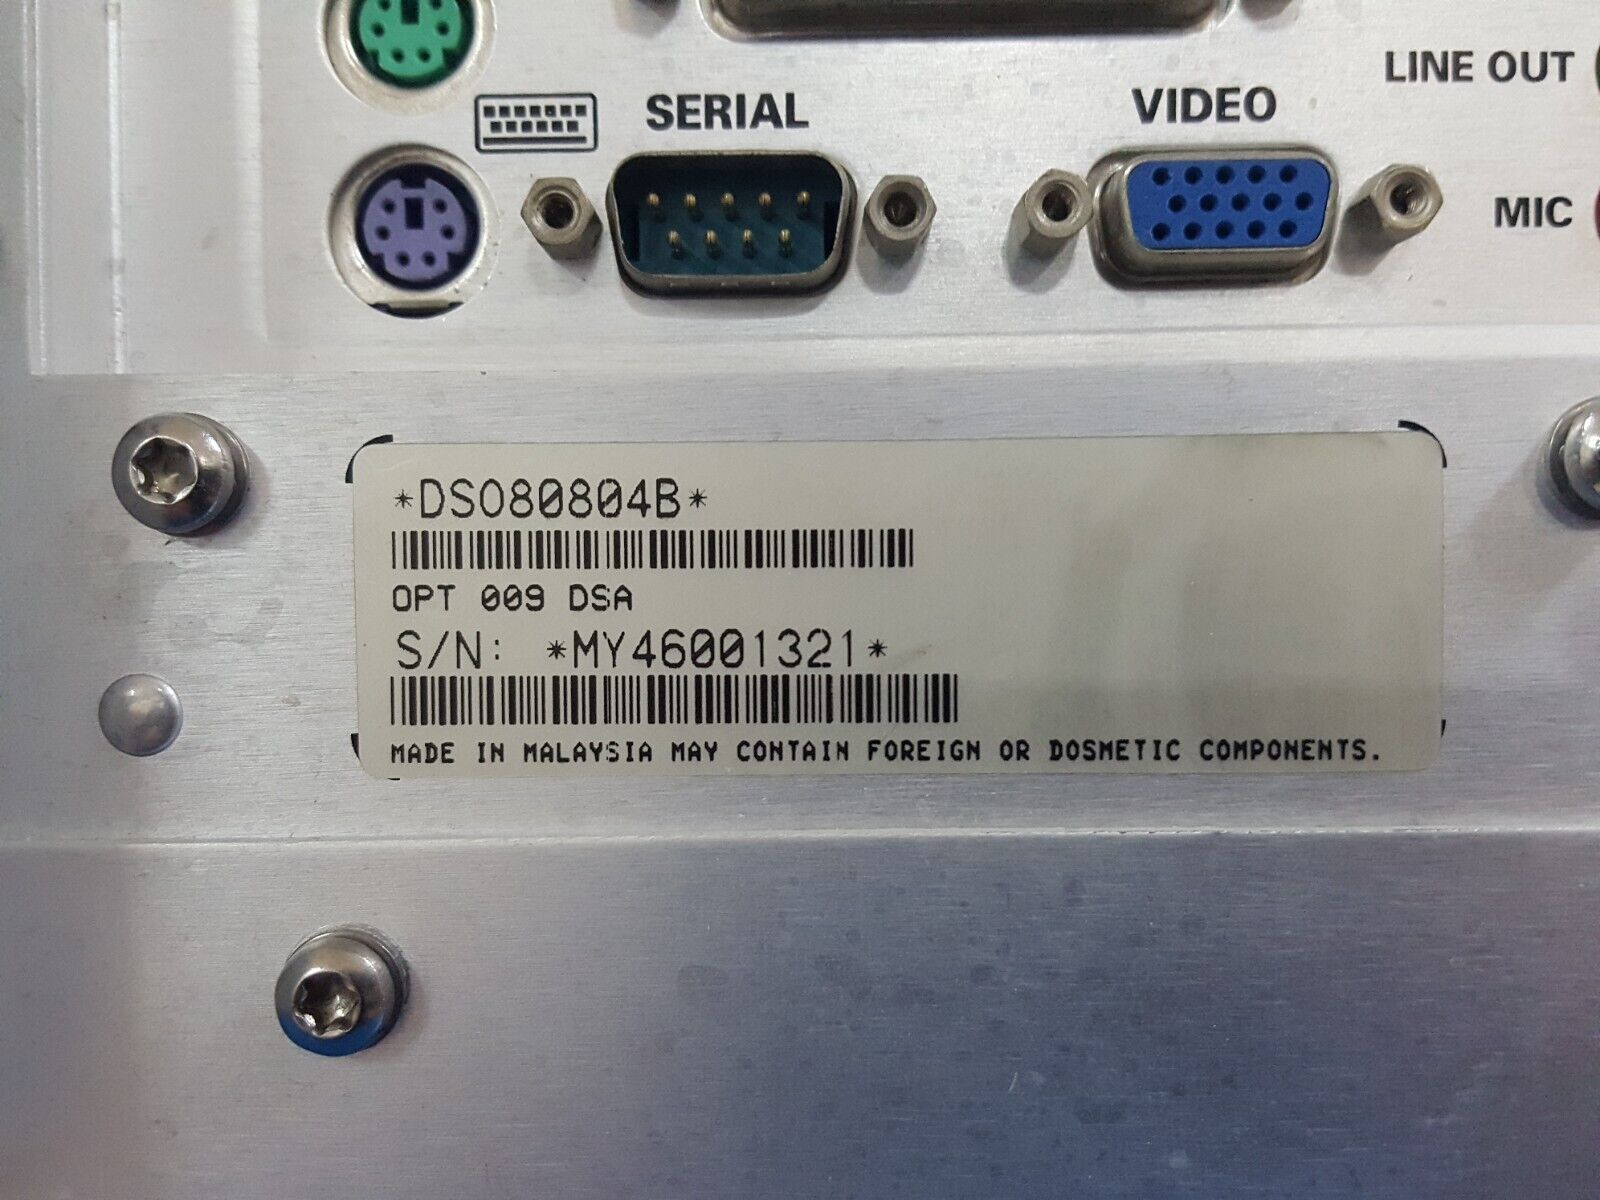 LINE OUT
SERIAL
VIDEO
MIC
*DSO80804B*
OPT 009 DSA
S/N: *MY46001321*
MADE IN MALAYSIA MAY CONTAIN FOREIGN OR DOSMETIC COMPONENTS.